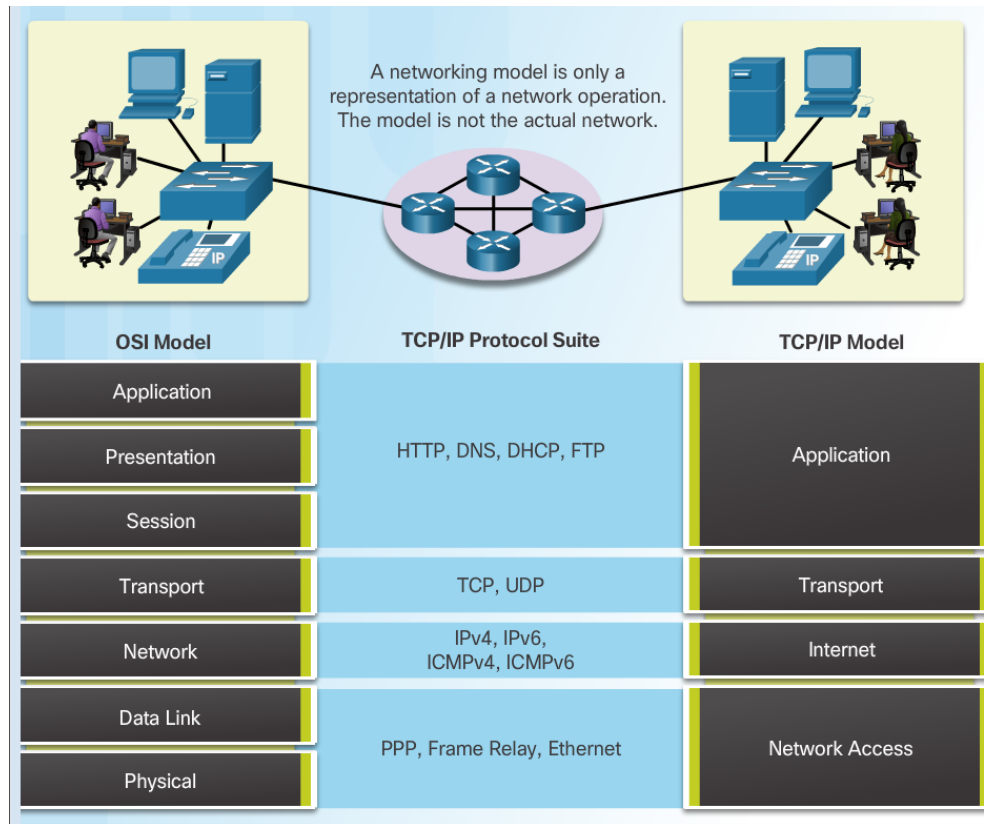 A networking model is only a
representation of a network operation.
The model is not the actual network.
IP
IP
OSI Model
TCP/IP Protocol Suite
TCP/IP Model
Application
Presentation
Session
HTTP, DNS, DHCP, FTP
Application
Transport
TCP, UDP
Transport
Network
IPv4, IPv6,
ICMPv4, ICMPv6
Internet
Data Link
Physical
PPP, Frame Relay, Ethernet
Network Access